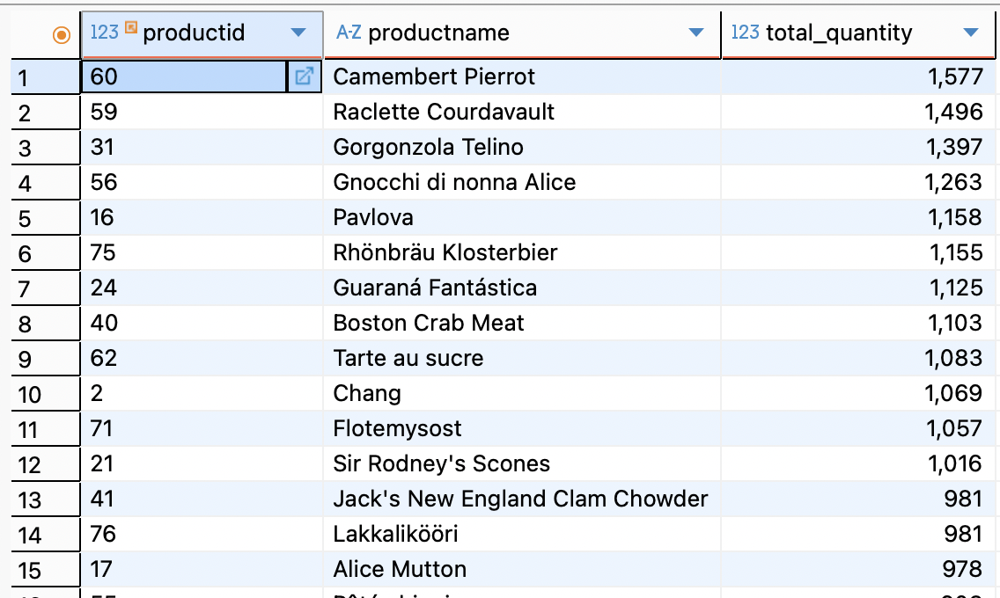 123 productid A-Z productname 123 total_quantity
1 60 Camembert Pierrot 1,577
2 59 Raclette Courdavault 1,496
3 31 Gorgonzola Telino 1,397
4 56 Gnocchi di nonna Alice 1,263
5 16 Pavlova 1,158
6 75 Rhönbräu Klosterbier 1,155
7 24 Guaraná Fantástica 1,125
8 40 Boston Crab Meat 1,103
9 62 Tarte au sucre 1,083
10 2 Chang 1,069
11 71 Flotemysost 1,057
12 21 Sir Rodney's Scones 1,016
13 41 Jack's New England Clam Chowder 981
14 76 Lakkalikööri 981
15 17 Alice Mutton 978